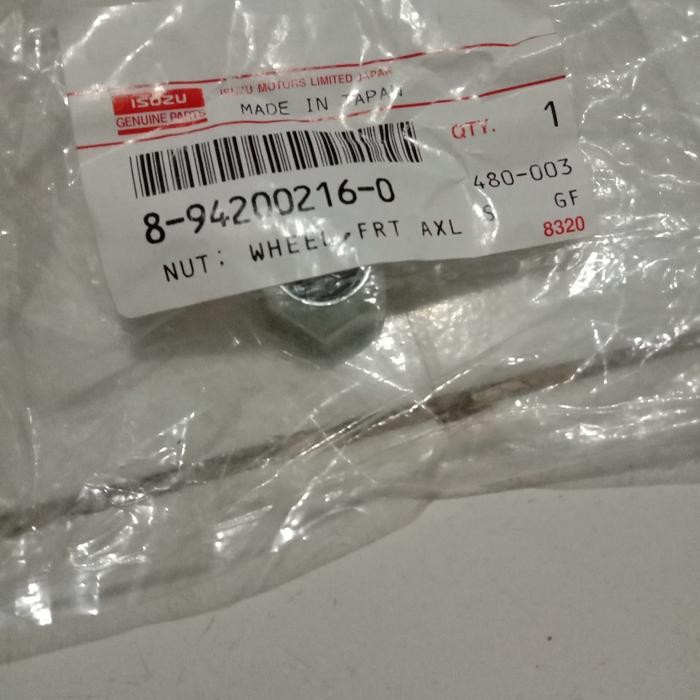 ISUZU
GENUINE PARTS
ISUZU MOTORS LIMITED JAPAN
MADE IN JAPAN
QTY. 1
8-94200216-0
480-003
NUT; WHEEL, FRT AXL S GF
8320